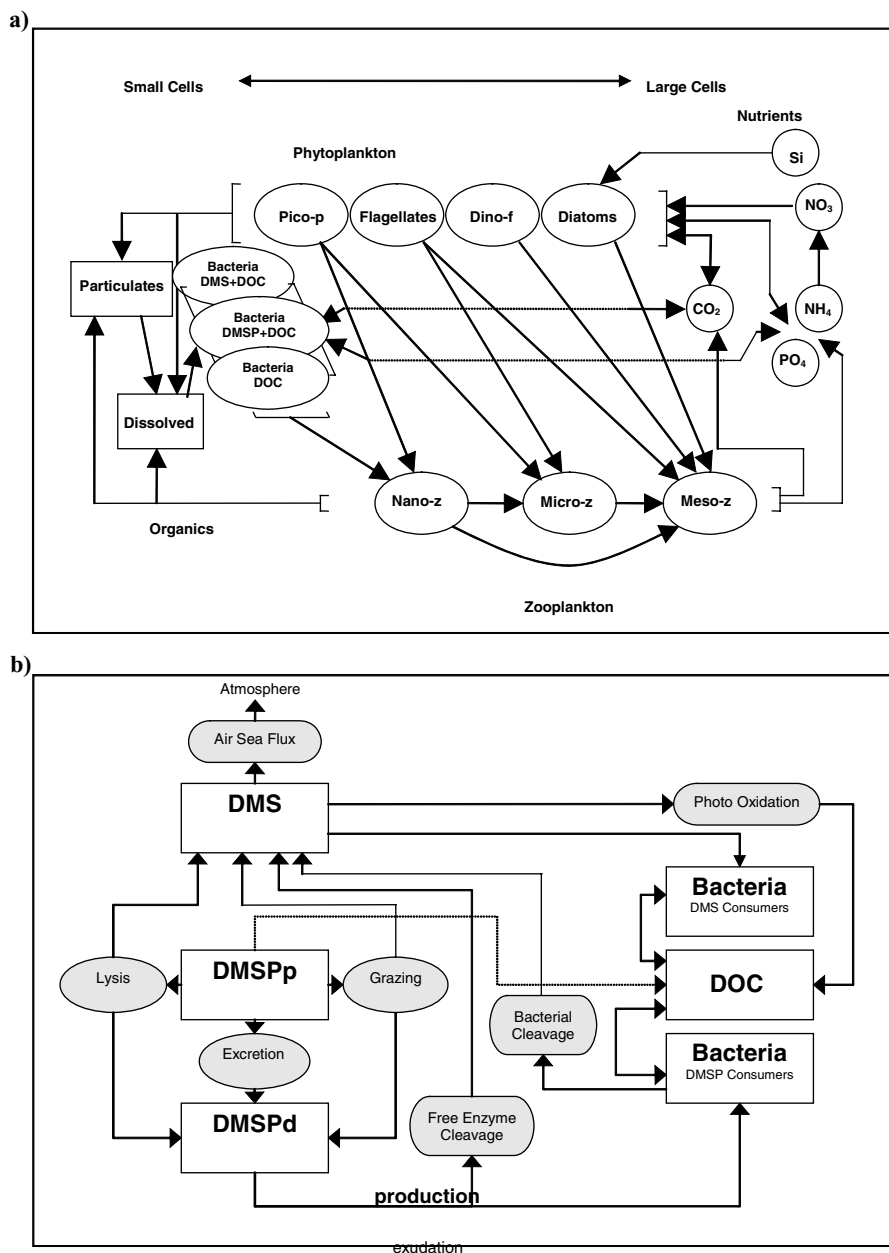 a)
Small Cells
Large Cells
Nutrients
Si
Phytoplankton
Pico-p
Flagellates
Dino-f
Diatoms
NO3
Particulates
Bacteria
DMS+DOC
Bacteria
DMSP+DOC
Bacteria
DOC
CO2
NH4
PO4
Dissolved
Nano-z
Micro-z
Meso-z
Organics
Zooplankton
b)
Atmosphere
Air Sea Flux
DMS
Photo Oxidation
Bacteria
DMS Consumers
Lysis
DMSPp
Grazing
DOC
Bacterial
Cleavage
Excretion
Bacteria
DMSP Consumers
DMSPd
Free Enzyme
Cleavage
production
exudation